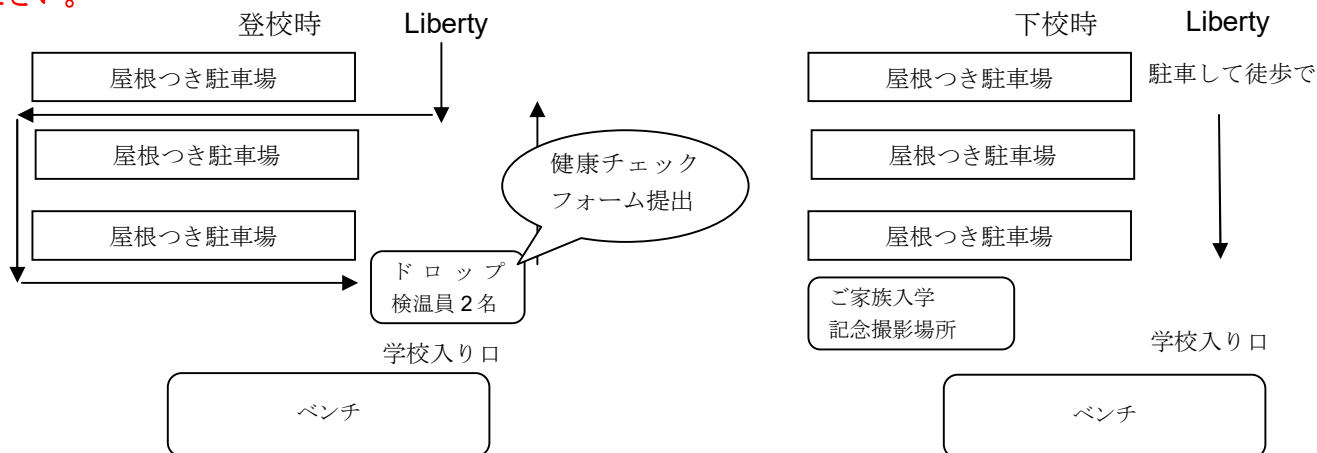 さい。
登校時 Liberty
屋根つき駐車場
屋根つき駐車場
健康チェック
フォーム提出
屋根つき駐車場
ドロップ
検温員 2 名
学校入り口
ベンチ
下校時 Liberty
屋根つき駐車場
駐車して徒歩で
屋根つき駐車場
屋根つき駐車場
ご家族入学
記念撮影場所
学校入り口
ベンチ